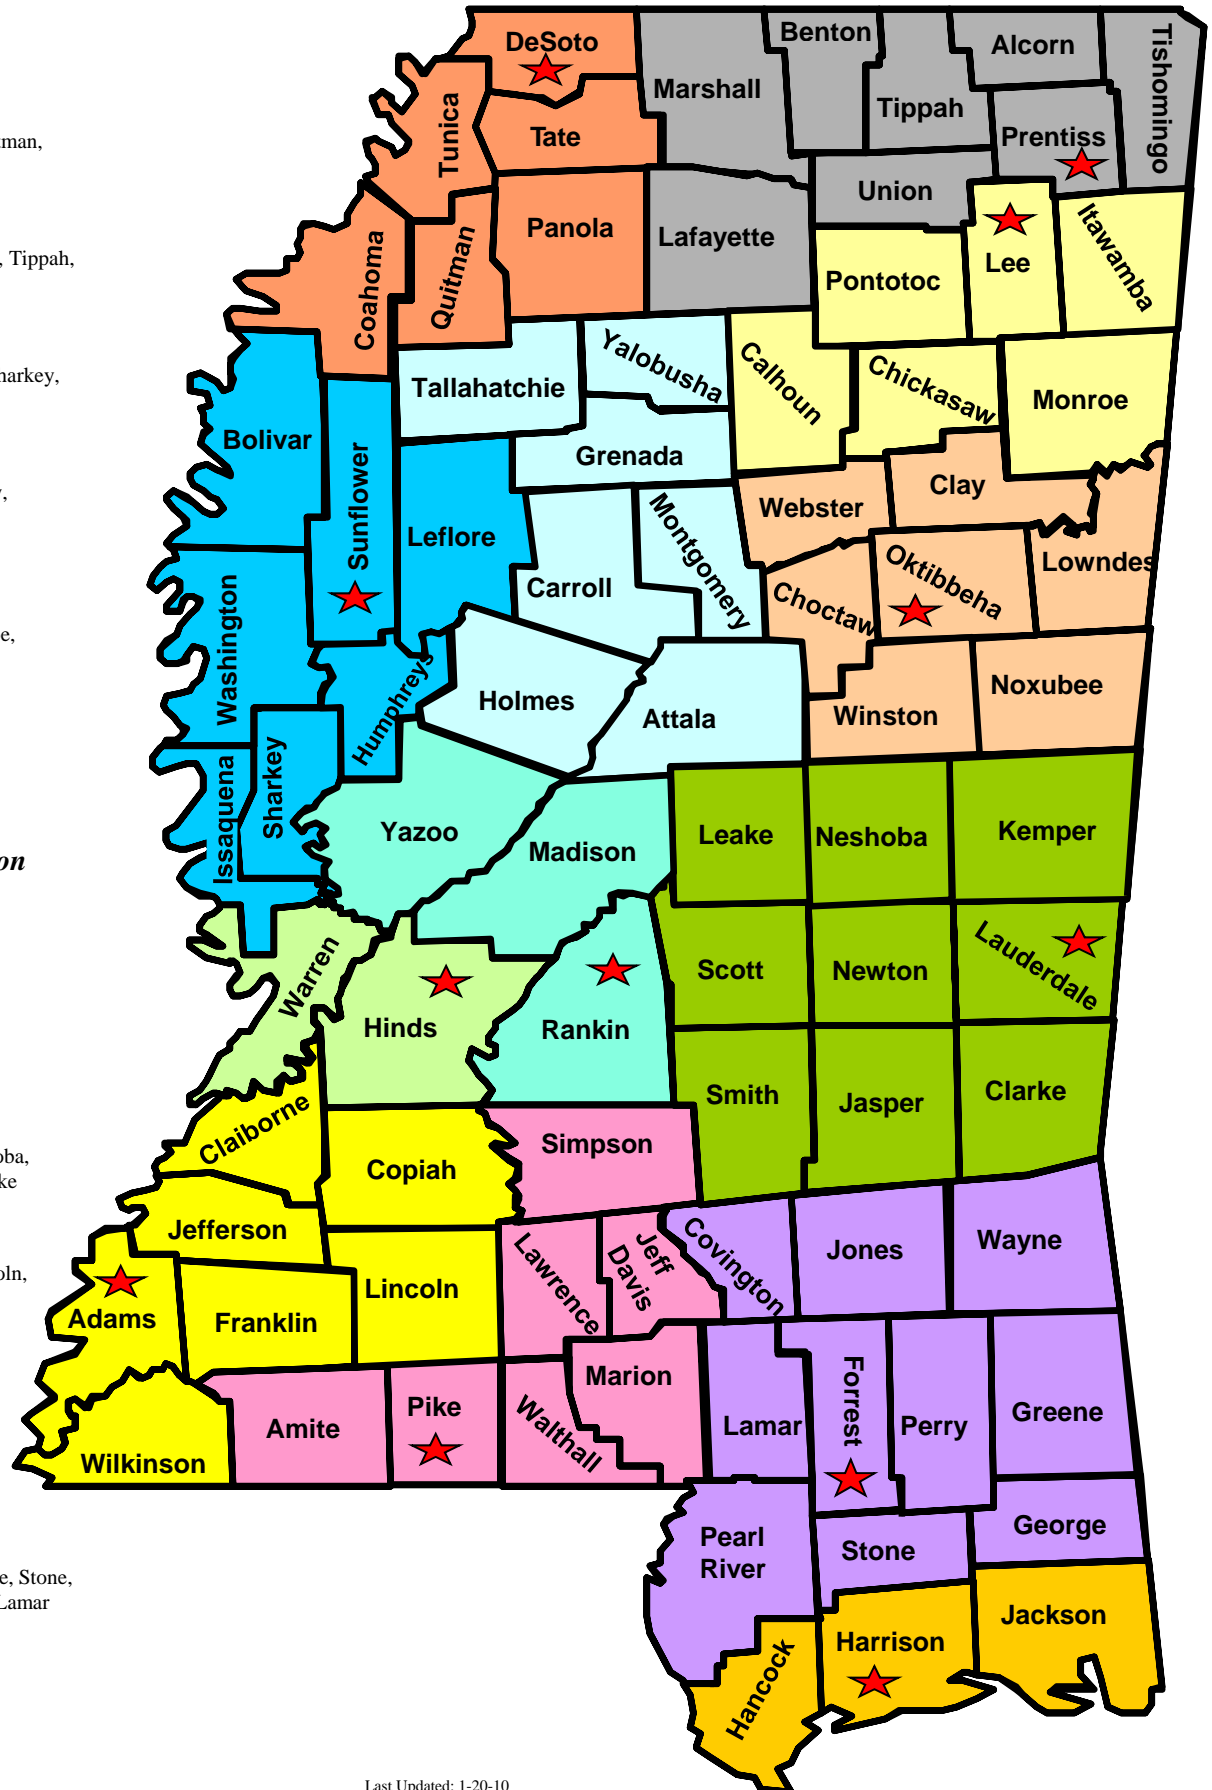 tman,
, Tippah,
harkey,
y,
e,
on
oba,
ke
oln,
e, Stone,
Lamar
DeSoto
Benton
Alcorn
Tishomingo
Marshall
Tippah
Tunica
Tate
Prentiss
Union
Panola
Lafayette
Itawamba
Lee
Coahoma
Quitman
Pontotoc
Yalobusha
Calhoun
Chickasaw
Tallahatchie
Monroe
Bolivar
Grenada
Sunflower
Clay
Webster
Leflore
Montgomery
Oktibbeha
Lowndes
Carroll
Choctaw
Washington
Humphreys
Holmes
Attala
Winston
Noxubee
Issaquena
Sharkey
Yazoo
Madison
Leake
Neshoba
Kemper
Warren
Scott
Newton
Lauderdale
Hinds
Rankin
Smith
Jasper
Clarke
Claiborne
Copiah
Simpson
Jefferson
Lawrence
Jeff
Davis
Covington
Jones
Wayne
Adams
Franklin
Lincoln
Marion
Amite
Pike
Walthall
Lamar
Forrest
Perry
Greene
Wilkinson
Pearl
River
Stone
George
Hancock
Harrison
Jackson
Last Updated: 1-20-10